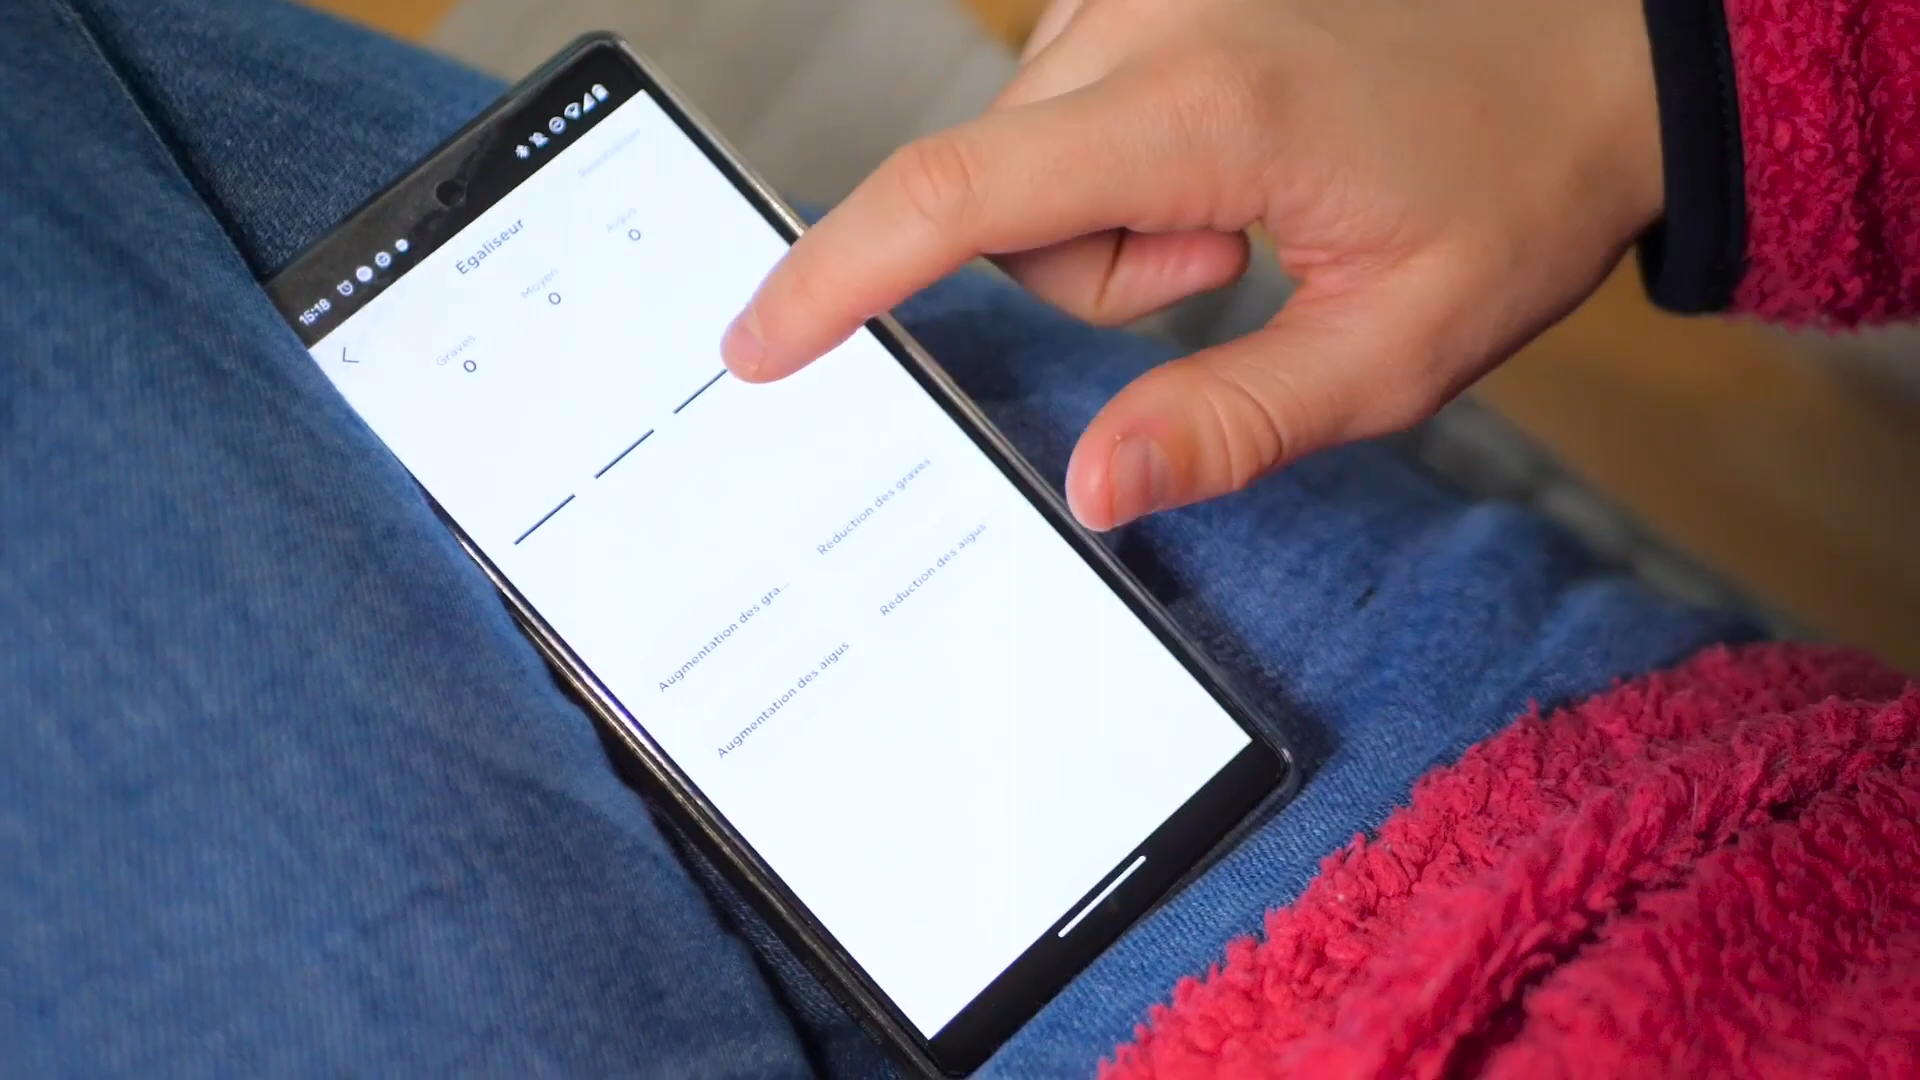 15:18
Égaliseur
Graves
0
Moyen
0
Aigus
0
Augmentation des gra...
Réduction des graves
Augmentation des aigus
Réduction des aigus